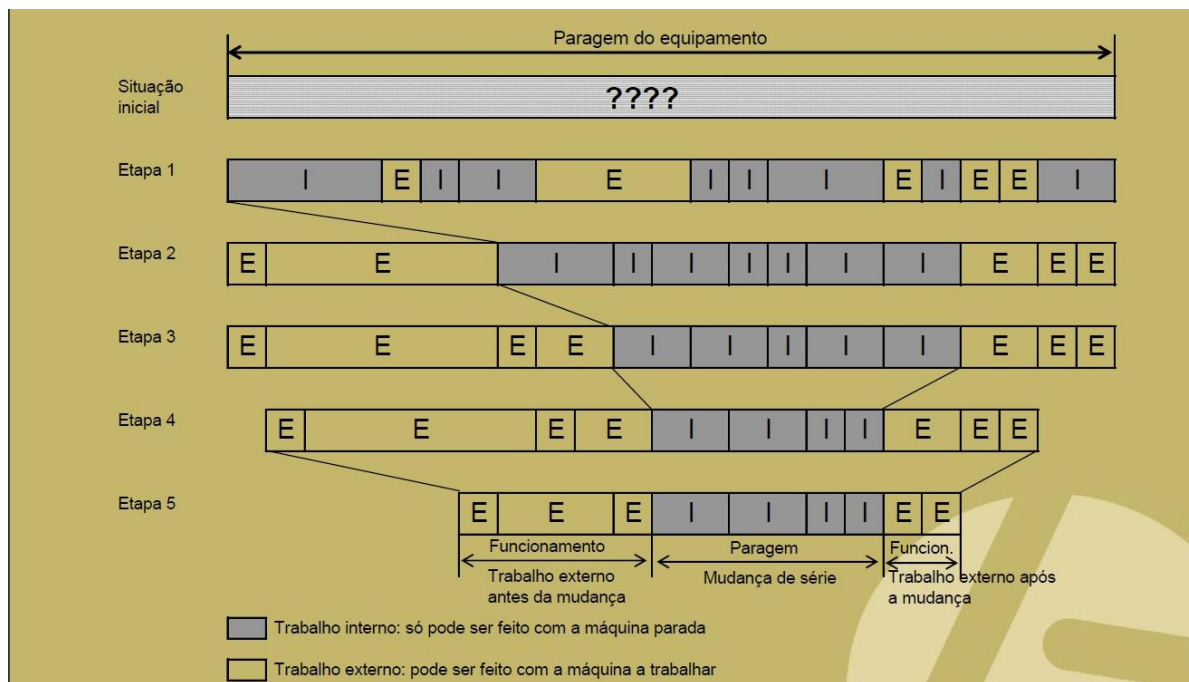 Paragem do equipamento
Situação
inicial
????
Etapa 1
I E I I E I I I E I E E I
Etapa 2
E E I I I I I I I E E E
Etapa 3
E E E E I I I I I E E E
Etapa 4
E E E E I I I I E E E
Etapa 5
E E E I I I I E E
Funcionamento Paragem Funcion.
Trabalho externo Mudança de série Trabalho externo após
antes da mudança a mudança
Trabalho interno: só pode ser feito com a máquina parada
Trabalho externo: pode ser feito com a máquina a trabalhar